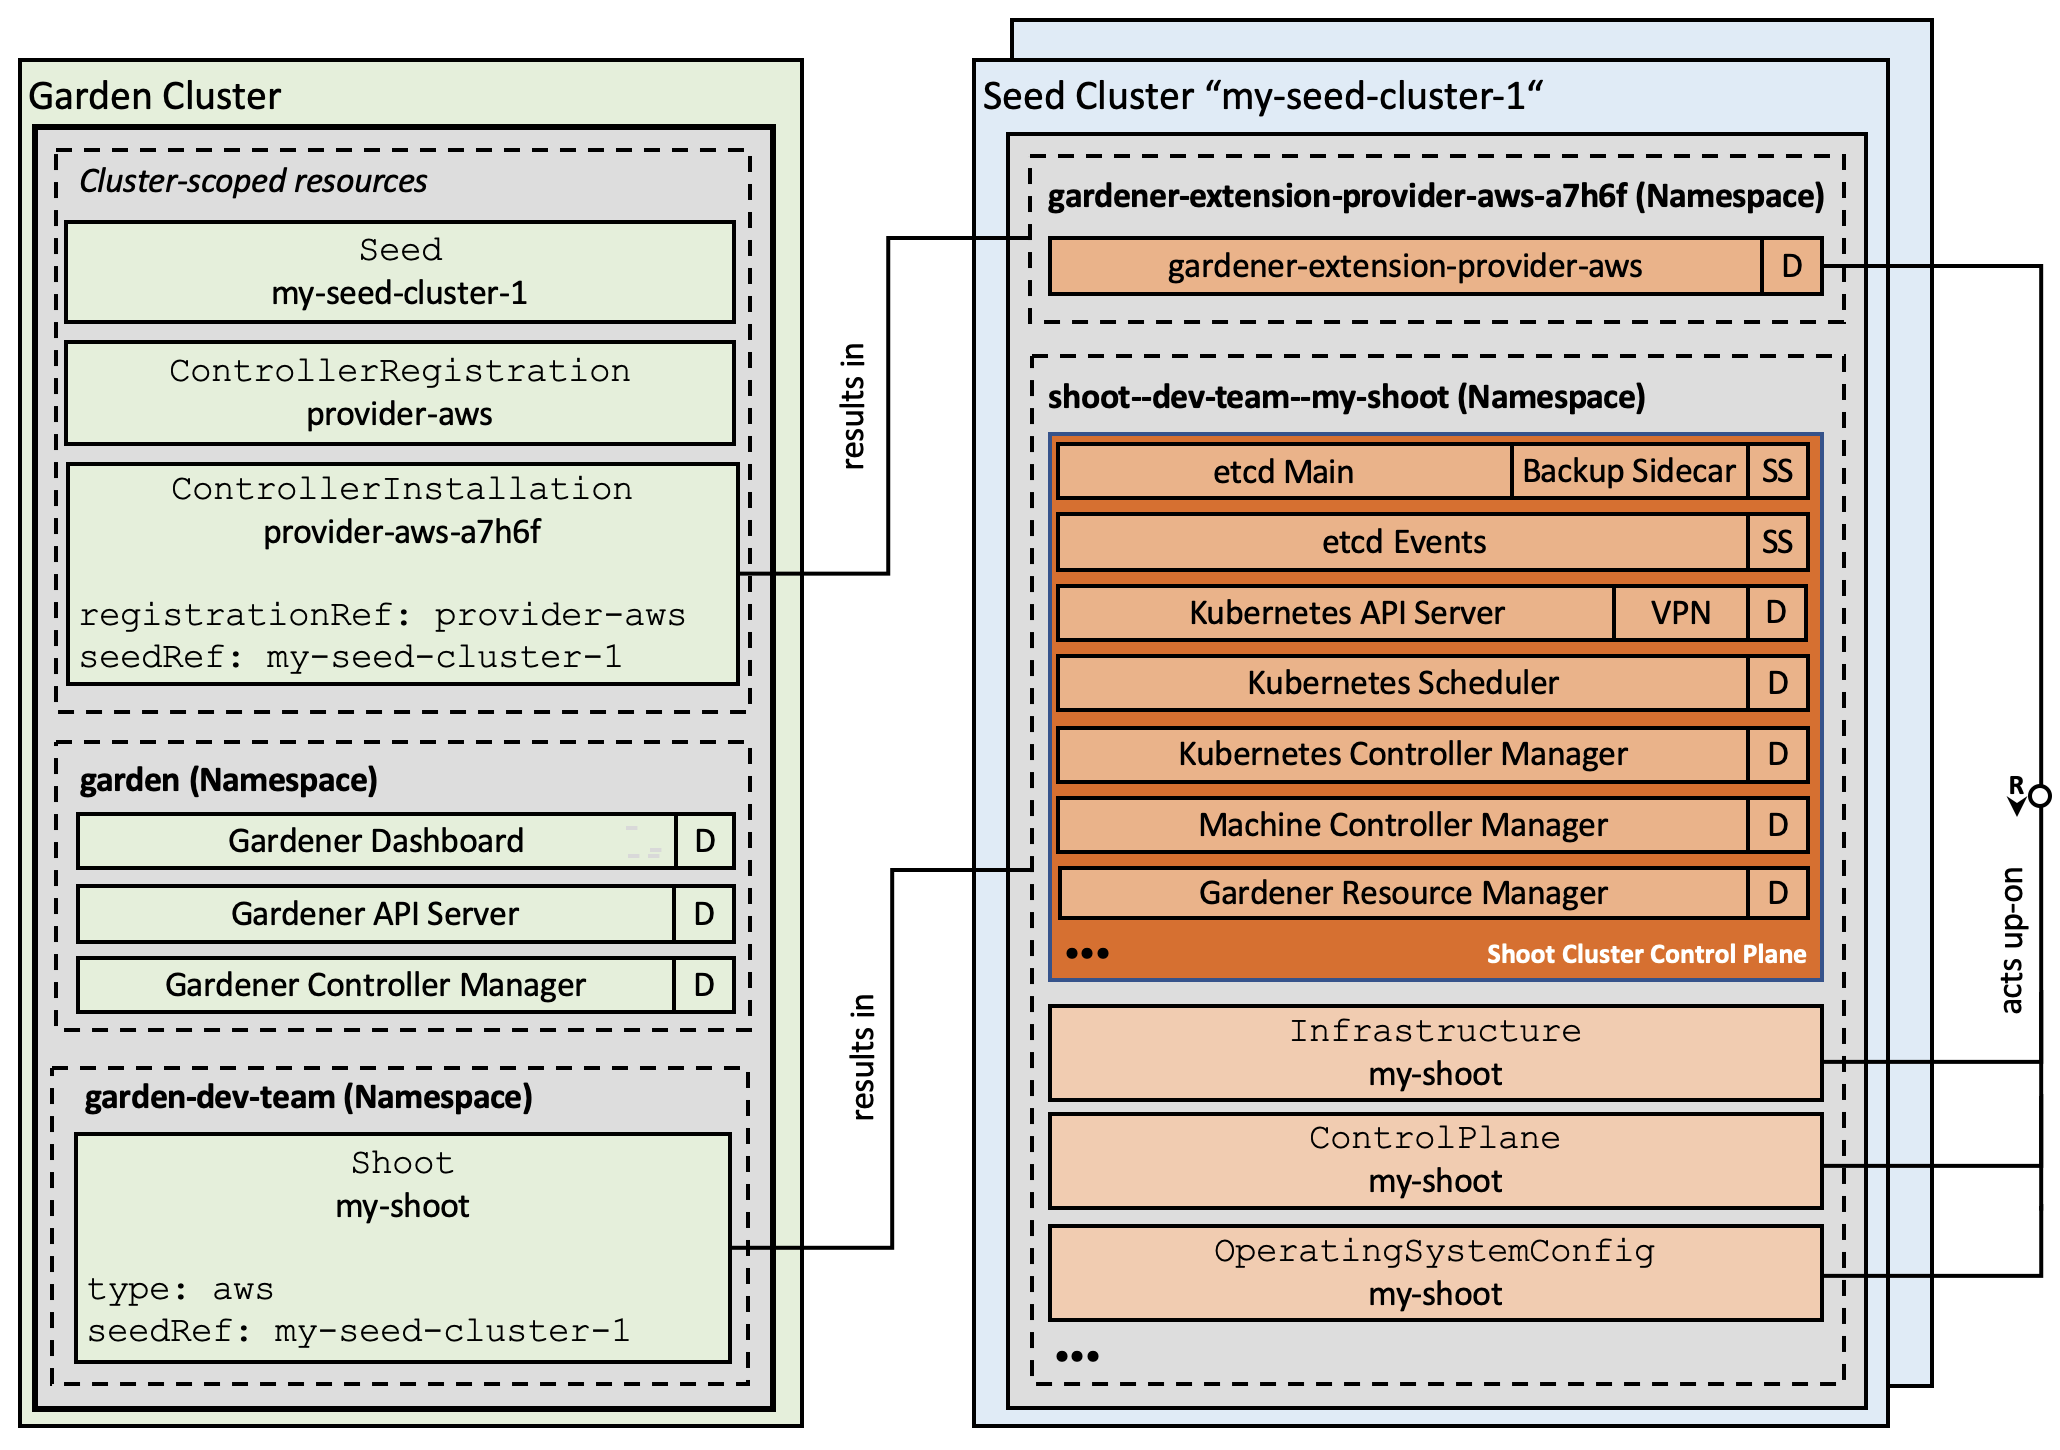 Garden Cluster
Cluster-scoped resources
Seed
my-seed-cluster-1
ControllerRegistration
provider-aws
ControllerInstallation
provider-aws-a7h6f
registrationRef: provider-aws
seedRef: my-seed-cluster-1
garden (Namespace)
Gardener Dashboard D
Gardener API Server D
Gardener Controller Manager D
garden-dev-team (Namespace)
Shoot
my-shoot
type: aws
seedRef: my-seed-cluster-1
results in
results in
Seed Cluster “my-seed-cluster-1“
gardener-extension-provider-aws-a7h6f (Namespace)
gardener-extension-provider-aws D
shoot--dev-team--my-shoot (Namespace)
etcd Main Backup Sidecar SS
etcd Events SS
Kubernetes API Server VPN D
Kubernetes Scheduler D
Kubernetes Controller Manager D
Machine Controller Manager D
Gardener Resource Manager D
••• Shoot Cluster Control Plane
Infrastructure
my-shoot
ControlPlane
my-shoot
OperatingSystemConfig
my-shoot
•••
R
acts up-on